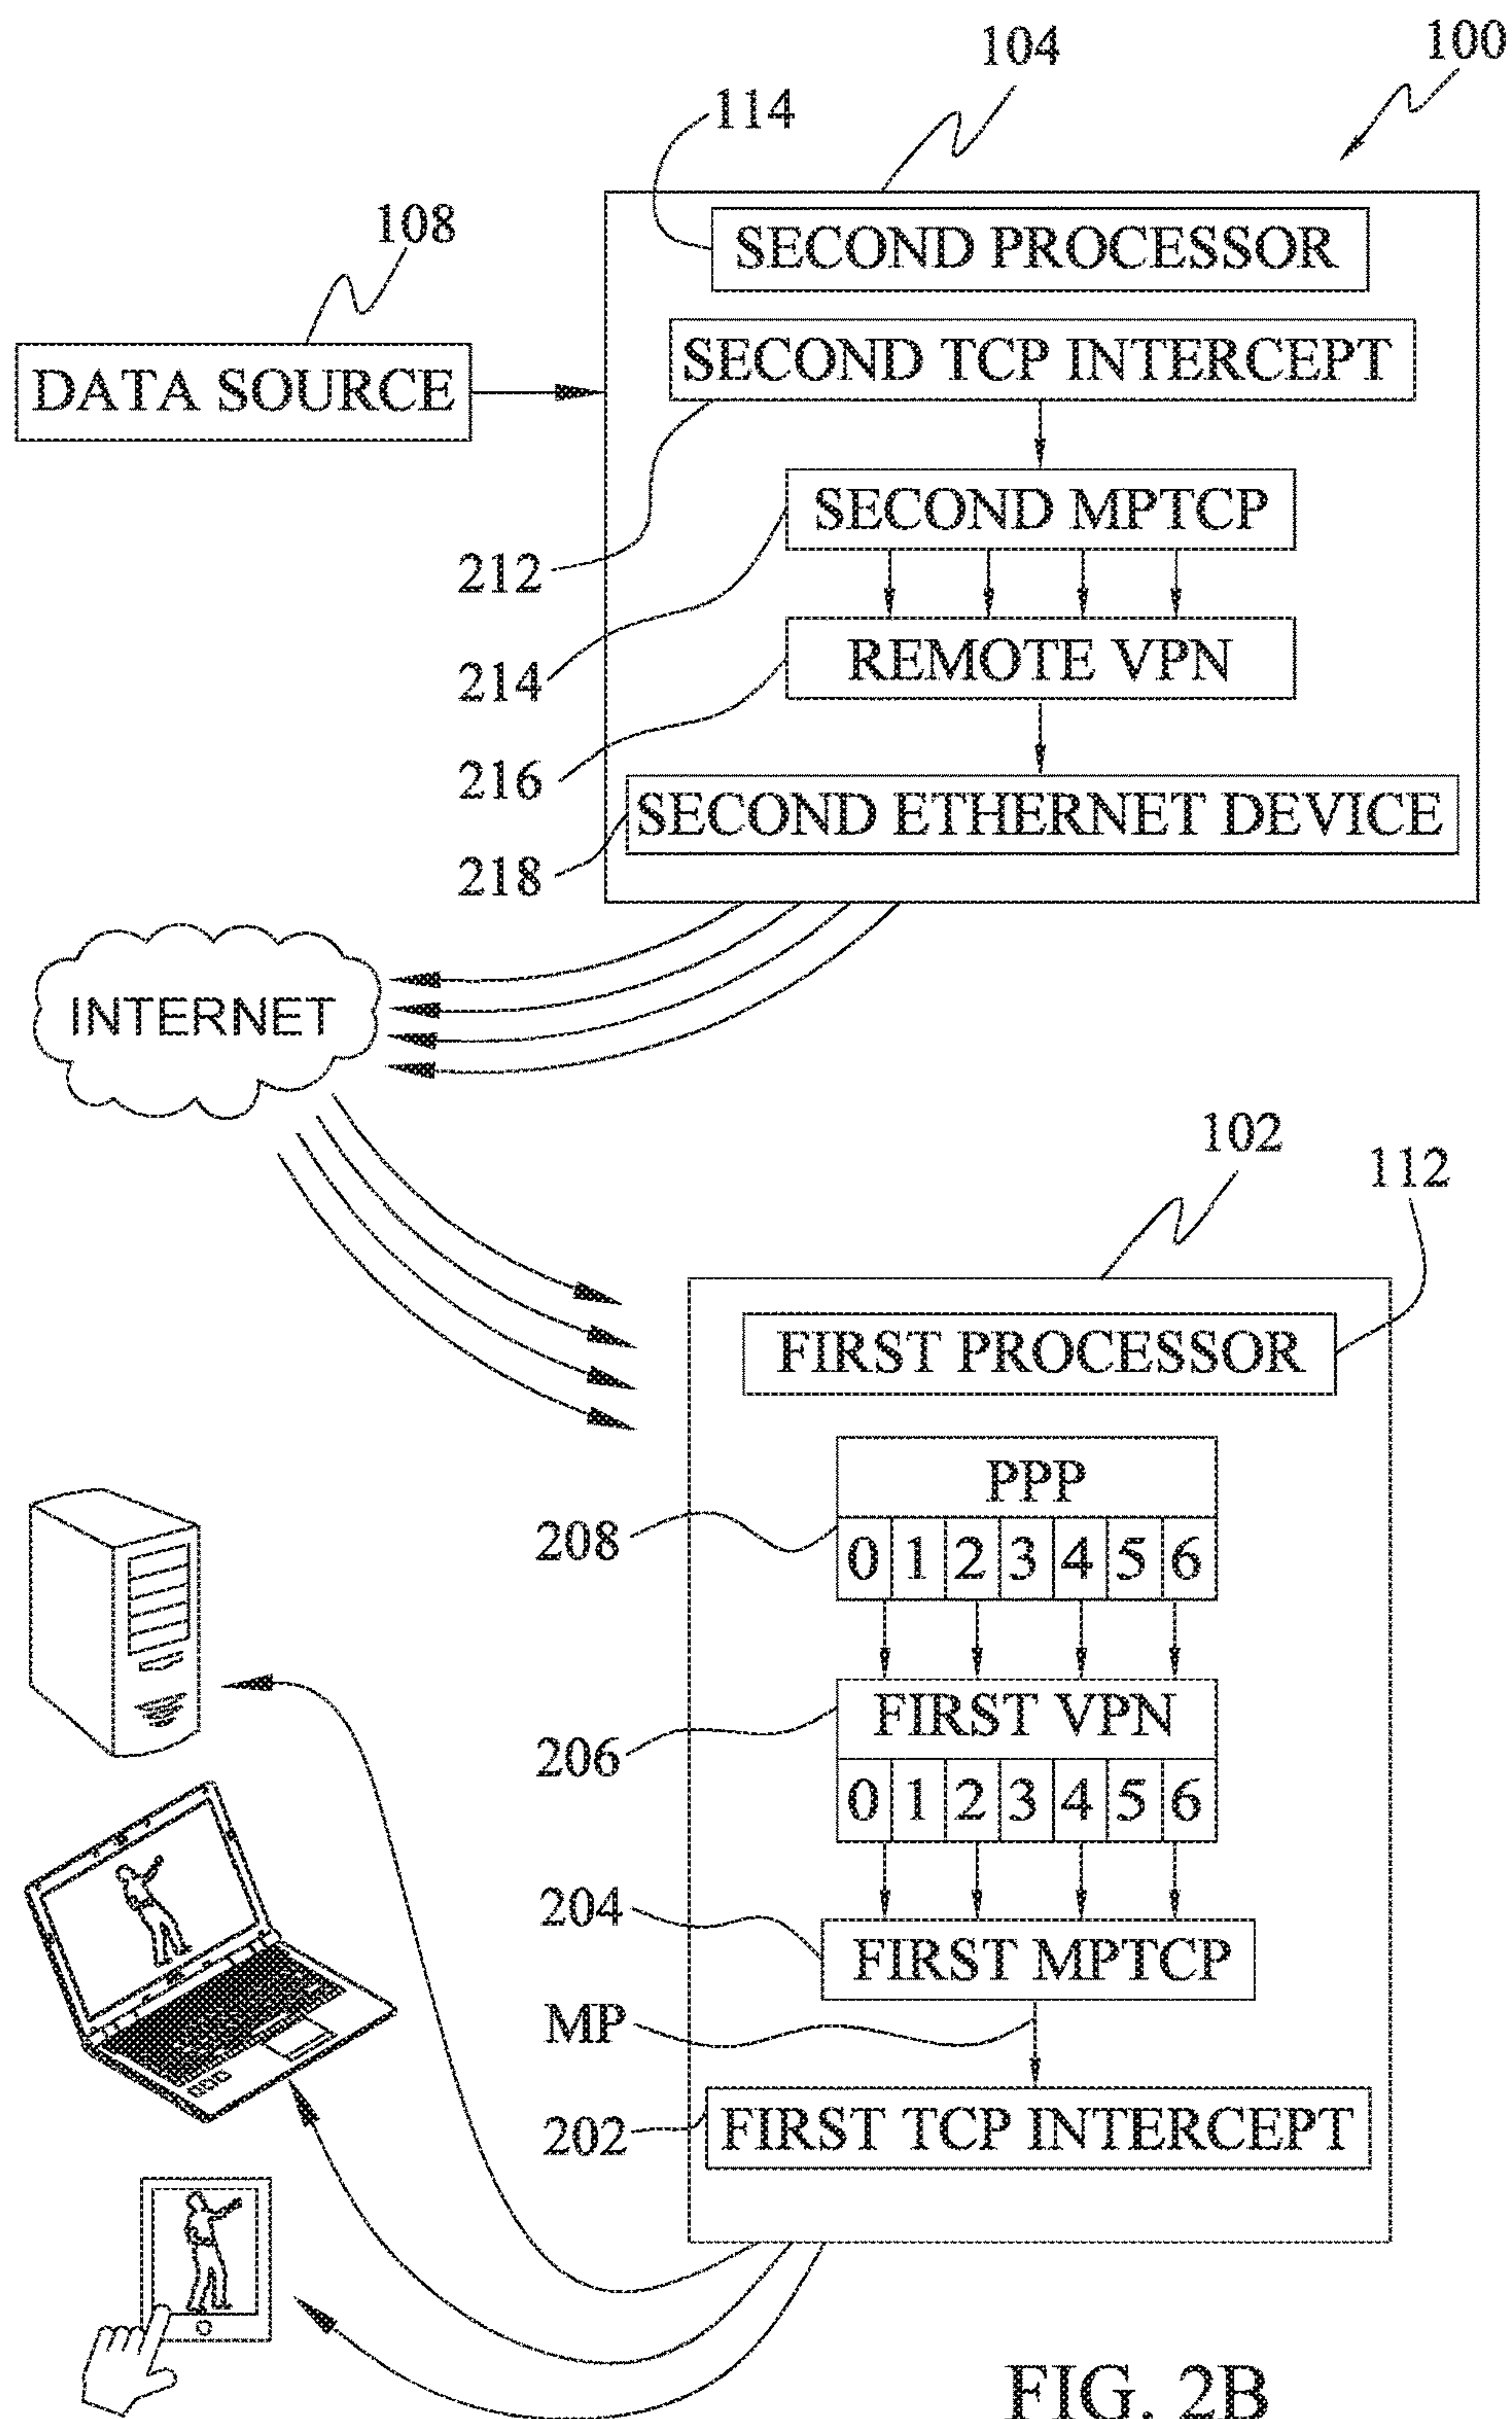 100
104
114
SECOND PROCESSOR
108
SECOND TCP INTERCEPT
DATA SOURCE
SECOND MPTCP
212
REMOTE VPN
214
216
SECOND ETHERNET DEVICE
218
INTERNET
102
112
FIRST PROCESSOR
PPP
208
0 1 2 3 4 5 6
FIRST VPN
206
0 1 2 3 4 5 6
204
FIRST MPTCP
MP
202
FIRST TCP INTERCEPT
FIG. 2B